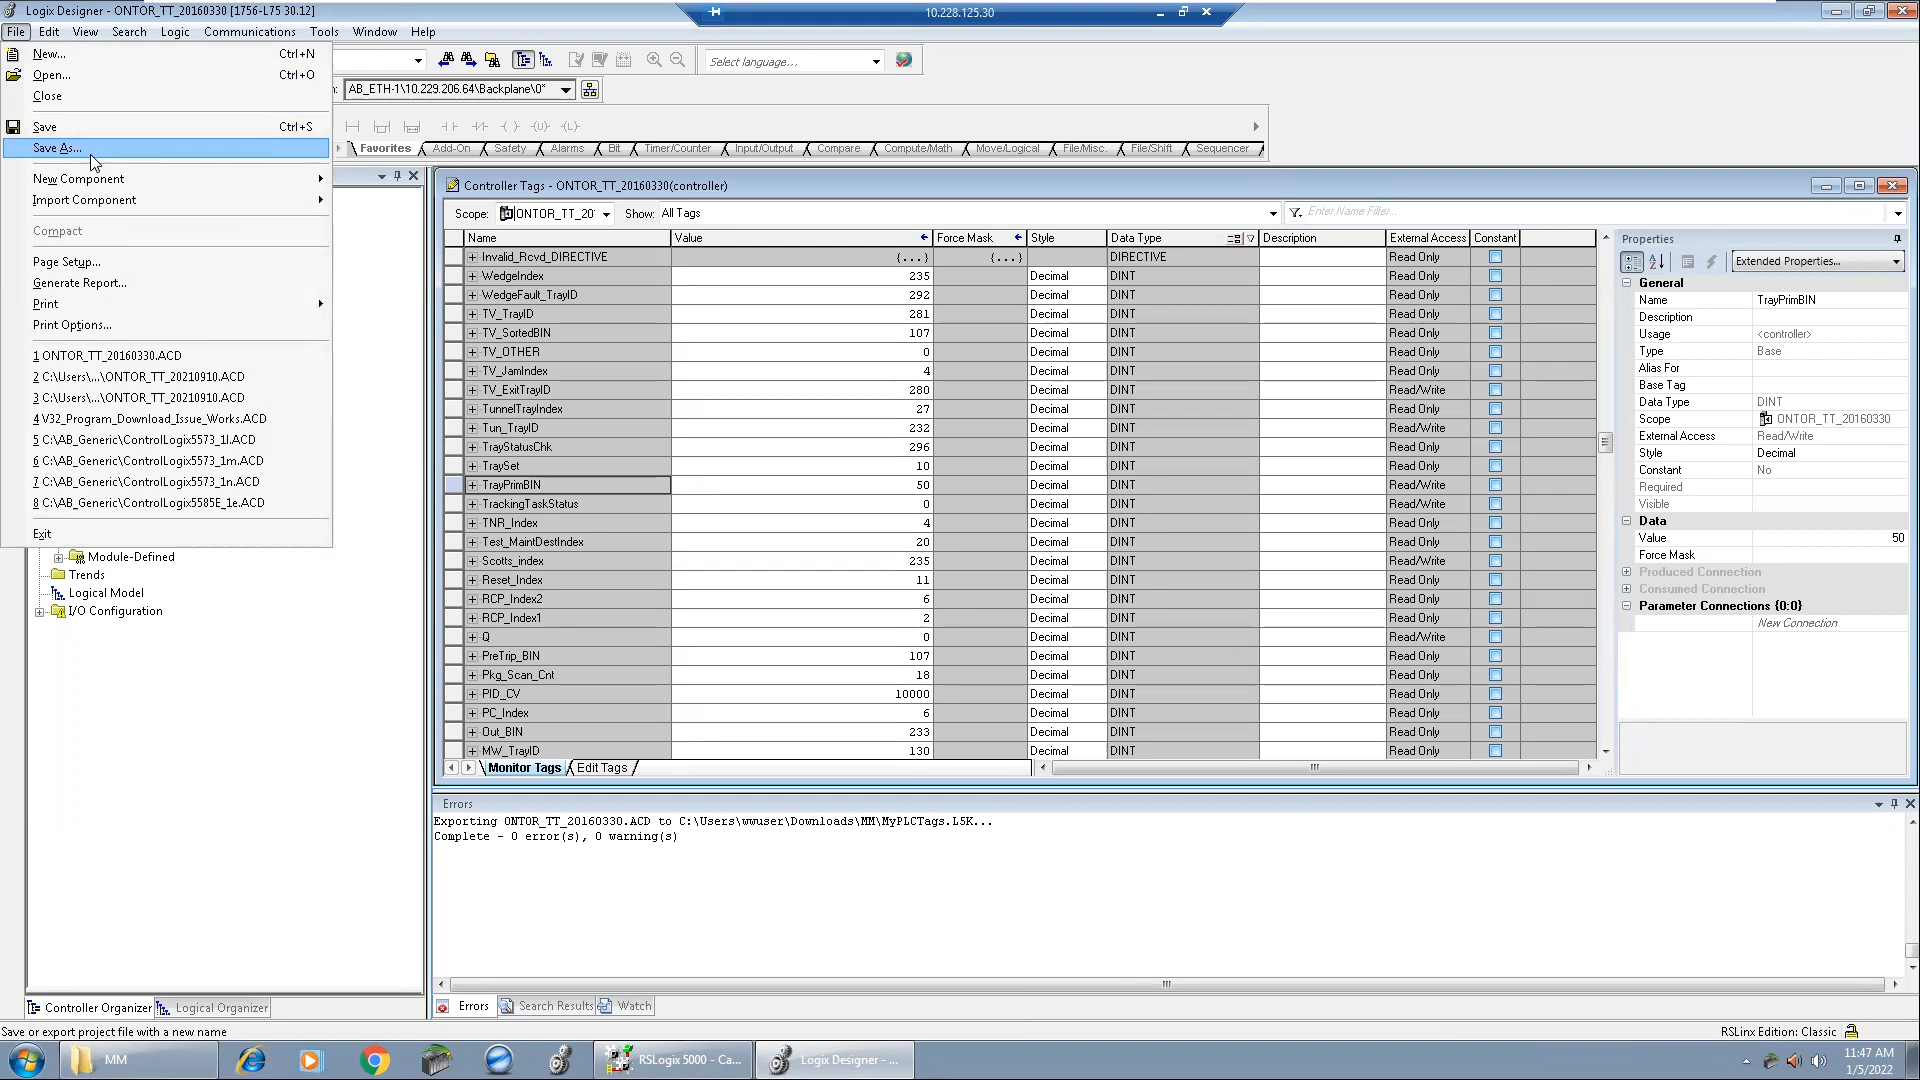 Logix Designer - ONTOR_TT_20160330 [1756-L75 30.12]
10.228.125.30
File Edit View Search Logic Communications Tools Window Help
New... Ctrl+N
Open... Ctrl+O
Close
Save Ctrl+S
Save As...
New Component
Import Component
Compact
Page Setup...
Generate Report...
Print
Print Options...
1 ONTOR_TT_20160330.ACD
2 C:\Users\...\ONTOR_TT_20210910.ACD
3 C:\Users\...\ONTOR_TT_20210910.ACD
4 V32_Program_Download_Issue_Works.ACD
5 C:\AB_Generic\ControlLogix5573_1l.ACD
6 C:\AB_Generic\ControlLogix5573_1m.ACD
7 C:\AB_Generic\ControlLogix5573_1n.ACD
8 C:\AB_Generic\ControlLogix5585E_1e.ACD
Exit
Module-Defined
Trends
Logical Model
I/O Configuration
Select language...
AB_ETH-1\10.229.206.64\Backplane\0*
Favorites Add-On Safety Alarms Bit Timer/Counter Input/Output Compare Compute/Math Move/Logical File/Misc. File/Shift Sequencer
Controller Tags - ONTOR_TT_20160330(controller)
Scope: ONTOR_TT_20 Show: All Tags Enter Name Filter...
Name Value Force Mask Style Data Type Description External Access Constant
Invalid_Rcvd_DIRECTIVE {...} {...} DIRECTIVE Read Only
WedgeIndex 235 Decimal DINT Read Only
WedgeFault_TrayID 292 Decimal DINT Read Only
TV_TrayID 281 Decimal DINT Read Only
TV_SortedBIN 107 Decimal DINT Read Only
TV_OTHER 0 Decimal DINT Read Only
TV_JamIndex 4 Decimal DINT Read Only
TV_ExitTrayID 280 Decimal DINT Read/Write
TunnelTrayIndex 27 Decimal DINT Read Only
Tun_TrayID 232 Decimal DINT Read/Write
TrayStatusChk 296 Decimal DINT Read Only
TraySet 10 Decimal DINT Read Only
TrayPrimBIN 50 Decimal DINT Read/Write
TrackingTaskStatus 0 Decimal DINT Read/Write
TNR_Index 4 Decimal DINT Read Only
Test_MaintDestIndex 20 Decimal DINT Read Only
Scotts_index 235 Decimal DINT Read/Write
Reset_Index 11 Decimal DINT Read Only
RCP_Index2 6 Decimal DINT Read Only
RCP_Index1 2 Decimal DINT Read Only
Q 0 Decimal DINT Read/Write
PreTrip_BIN 107 Decimal DINT Read Only
Pkg_Scan_Cnt 18 Decimal DINT Read Only
PID_CV 10000 Decimal DINT Read Only
PC_Index 6 Decimal DINT Read Only
Out_BIN 233 Decimal DINT Read Only
MW_TrayID 130 Decimal DINT Read Only
Monitor Tags Edit Tags
Properties
Extended Properties...
General
Name TrayPrimBIN
Description
Usage <controller>
Type Base
Alias For
Base Tag
Data Type DINT
Scope ONTOR_TT_20160330
External Access Read/Write
Style Decimal
Constant No
Required
Visible
Data
Value 50
Force Mask
Produced Connection
Consumed Connection
Parameter Connections {0:0}
New Connection
Errors
Exporting ONTOR_TT_20160330.ACD to C:\Users\wwuser\Downloads\MM\MyPLCTags.L5K...
Complete - 0 error(s), 0 warning(s)
Errors Search Results Watch
Controller Organizer Logical Organizer
Save or export project file with a new name
RSLinx Edition: Classic
MM
RSLogix 5000 - Ca...
Logix Designer - ...
11:47 AM
1/5/2022